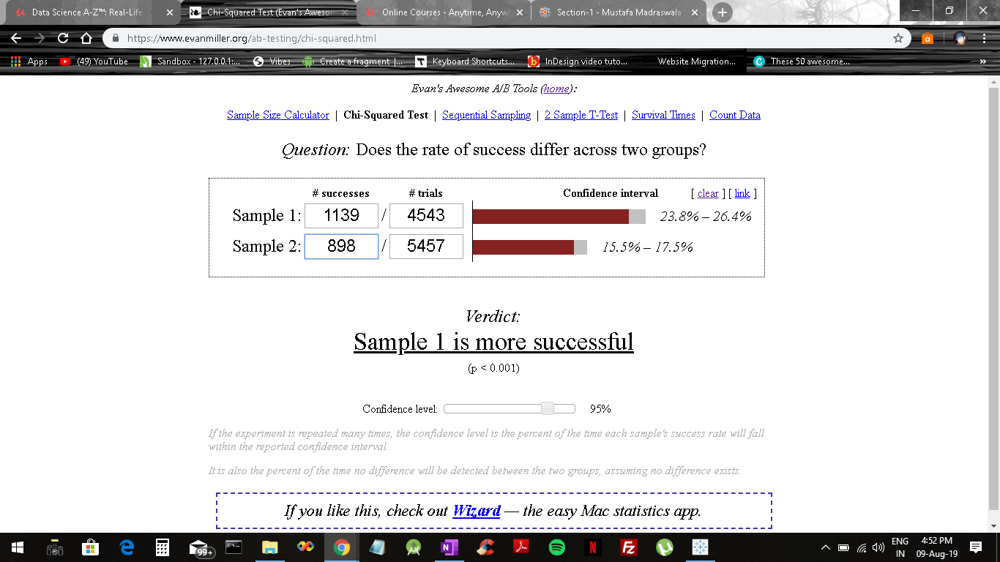 Data Science A-Z™: Real-Life
Chi-Squared Test (Evan's Awesom
Online Courses - Anytime, Anyw
Section-1 - Mustafa Madraswala
https://www.evanmiller.org/ab-testing/chi-squared.html
Apps (49) YouTube Sandbox - 127.0.0.1:... Vibes Create a fragment |... Keyboard Shortcuts... InDesign video tuto... Website Migration... These 50 awesome... »
Evan's Awesome A/B Tools (home):
Sample Size Calculator | Chi-Squared Test | Sequential Sampling | 2 Sample T-Test | Survival Times | Count Data
Question: Does the rate of success differ across two groups?
# successes # trials Confidence interval [ clear ] [ link ]
Sample 1: 1139 / 4543 23.8% – 26.4%
Sample 2: 898 / 5457 15.5% – 17.5%
Verdict:
Sample 1 is more successful
(p < 0.001)
Confidence level: 95%
If the experiment is repeated many times, the confidence level is the percent of the time each sample's success rate will fall
within the reported confidence interval.
It is also the percent of the time no difference will be detected between the two groups, assuming no difference exists.
If you like this, check out Wizard — the easy Mac statistics app.
99+
ENG 4:52 PM
IN 09-Aug-19